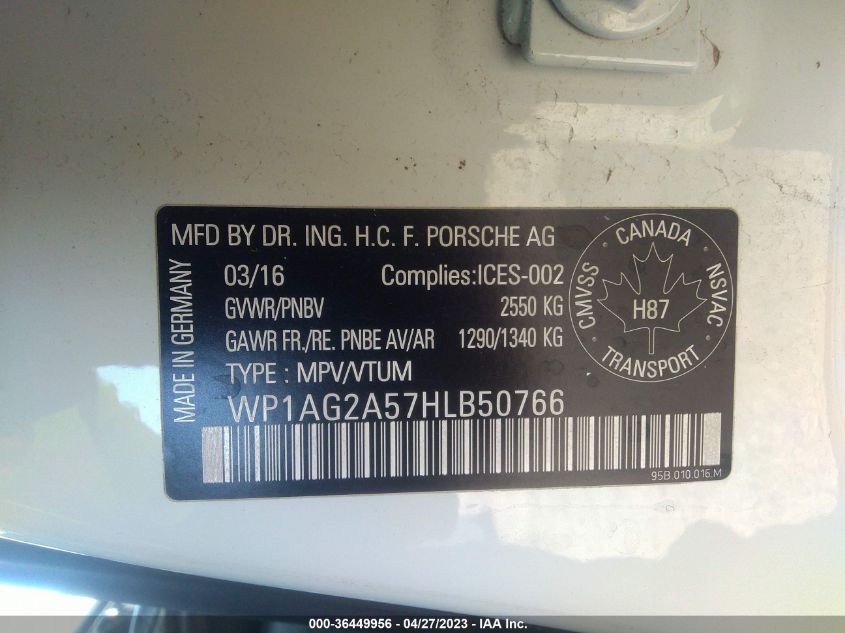 MFD BY DR. ING. H.C. F. PORSCHE AG
03/16 Complies:ICES-002
GVWR/PNBV 2550 KG
GAWR FR./RE. PNBE AV/AR 1290/1340 KG
TYPE : MPV/VTUM
WP1AG2A57HLB50766
MADE IN GERMANY
CANADA
CMVSS NSVAC
H87
TRANSPORT
95B.010.016.M
000-36449956 - 04/27/2023 - IAA Inc.